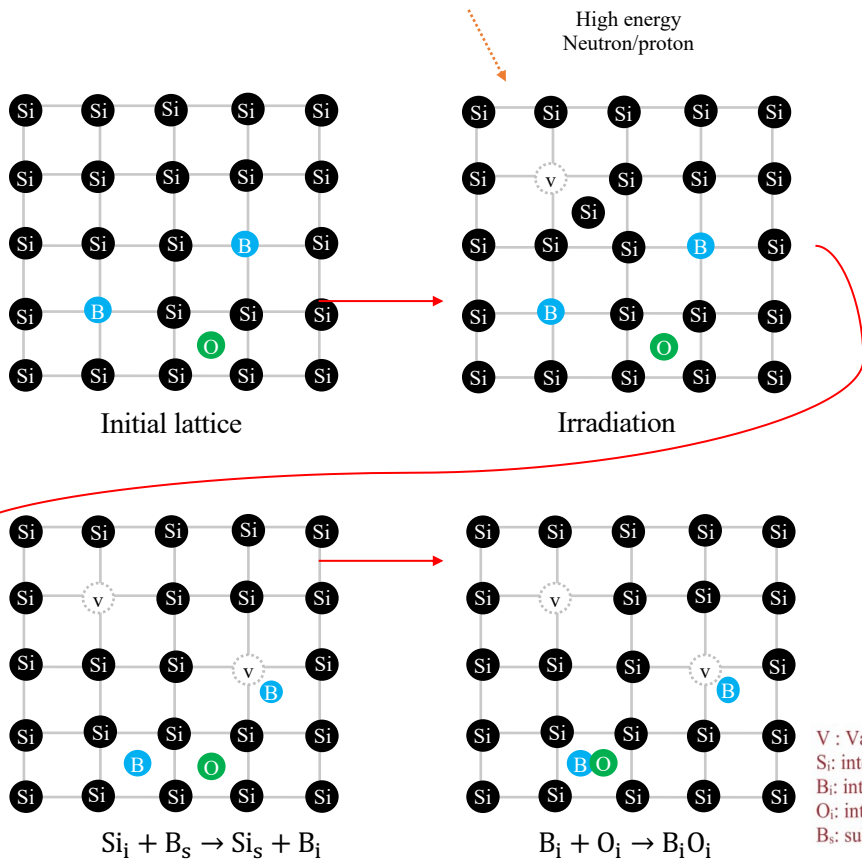 High energy
Neutron/proton
Si Si Si Si Si
Si Si Si Si Si
Si Si Si B Si
Si B Si Si Si
O
Si Si Si Si Si
Initial lattice
Si Si Si Si Si
Si v Si Si Si
Si
Si Si Si B Si
Si B Si Si Si
O
Si Si Si Si Si
Irradiation
Si Si Si Si Si
Si v Si Si Si
Si Si Si v Si
B
Si Si Si Si Si
B O
Si Si Si Si Si
Siᵢ + Bₛ → Siₛ + Bᵢ
Si Si Si Si Si
Si v Si Si Si
Si Si Si v Si
B
Si Si Si Si Si
B O
Si Si Si Si Si
Bᵢ + Oᵢ → BᵢOᵢ
V : Va
Sᵢ: int
Bᵢ: int
Oᵢ: int
Bₛ: su